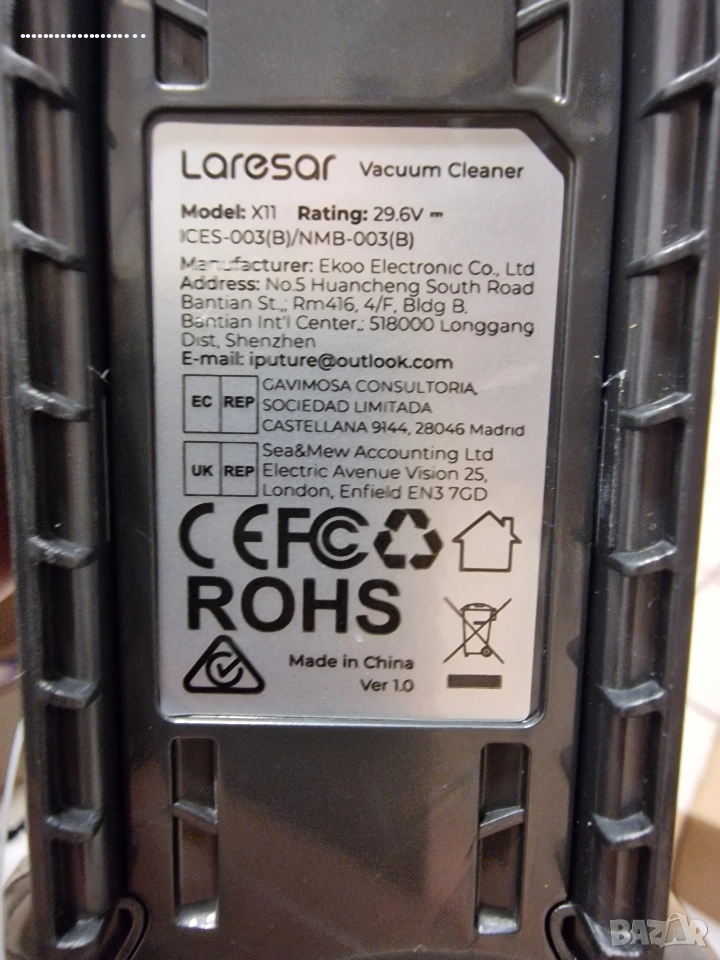 Laresar Vacuum Cleaner
Model: X11 Rating: 29.6V
ICES-003(B)/NMB-003(B)
Manufacturer: Ekoo Electronic Co., Ltd
Address: No.5 Huancheng South Road
Bantian St.,; Rm416, 4/F, Bldg B.
Bantian Int'l Center,; 518000 Longgang
Dist, Shenzhen
E-mail: iputure@outlook.com
EC REP
GAVIMOSA CONSULTORIA,
SOCIEDAD LIMITADA
CASTELLANA 9144, 28046 Madrid
UK REP
Sea&Mew Accounting Ltd
Electric Avenue Vision 25,
London, Enfield EN3 7GD
CE FC
ROHS
Made in China
Ver 1.0
BAZAR